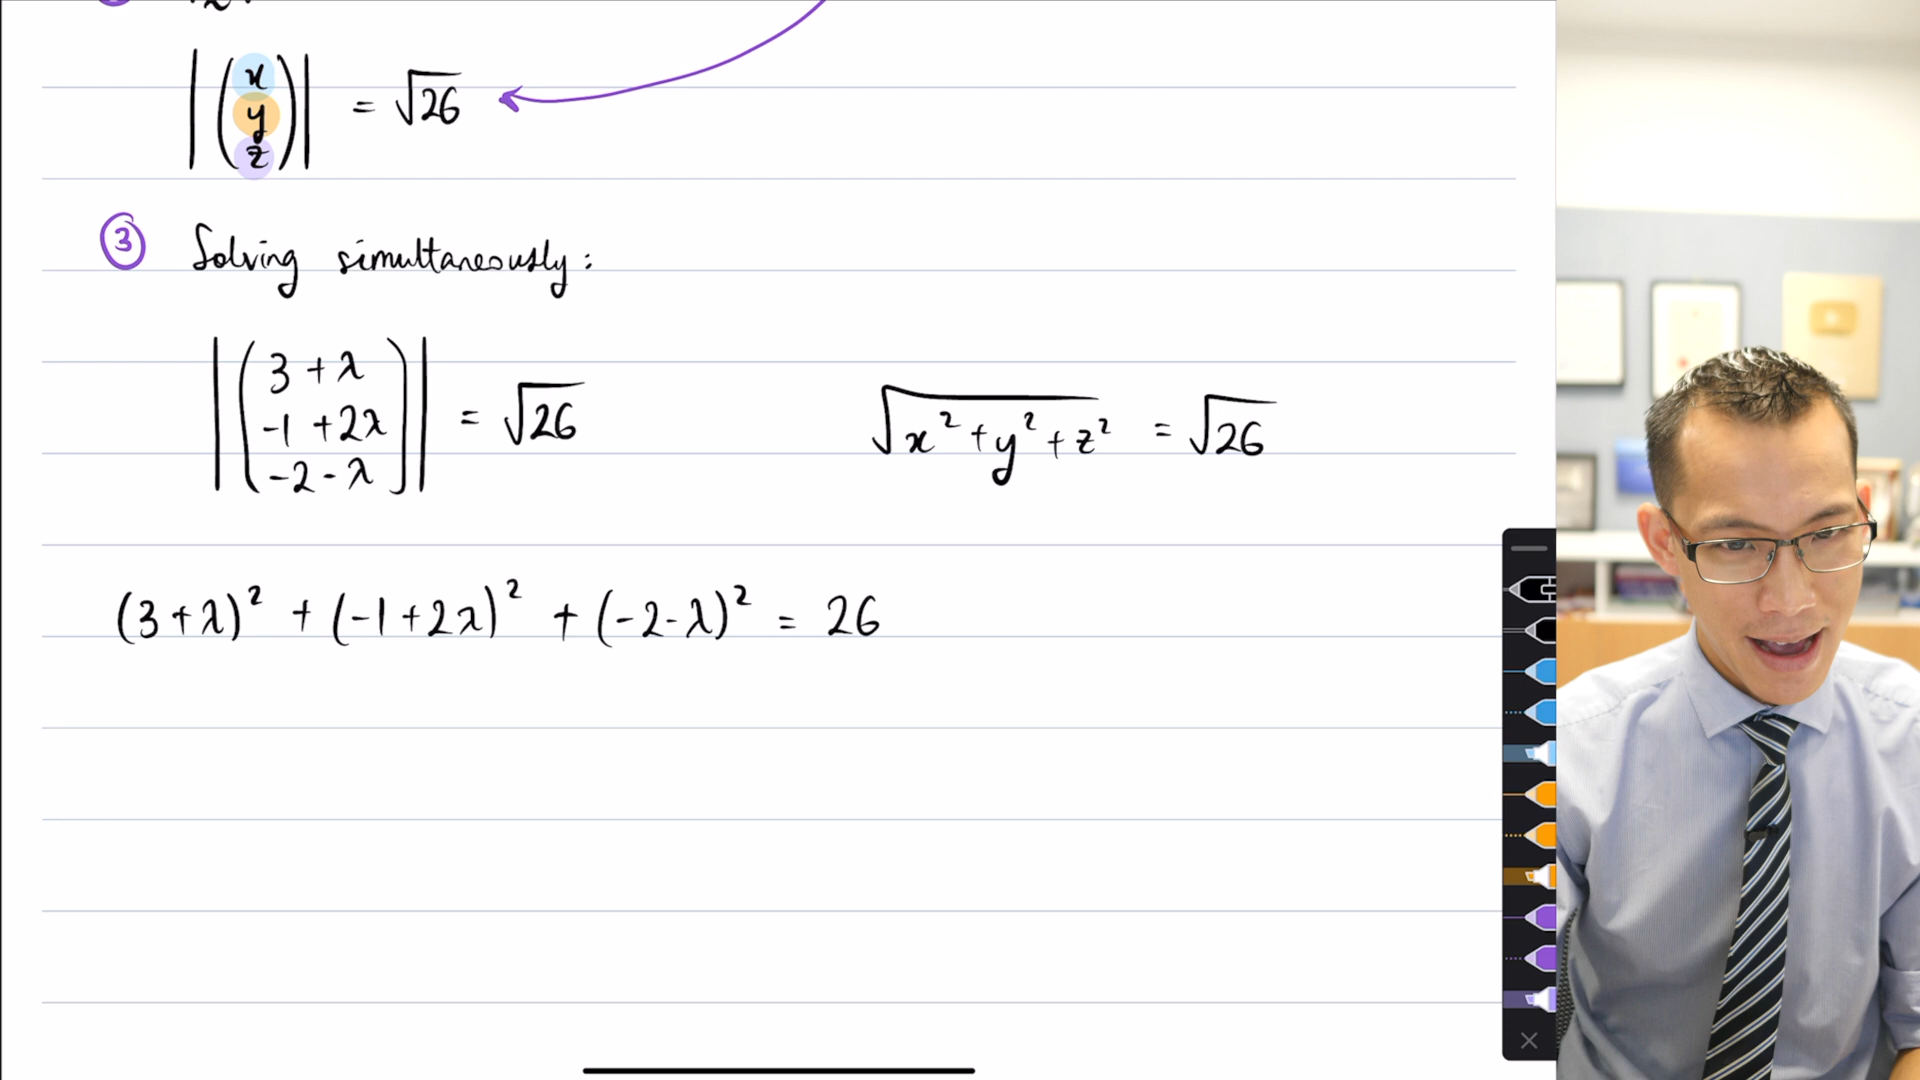 |(x
y
z)| = √26
③ Solving simultaneously:
|(3 + λ
-1 + 2λ
-2 - λ)| = √26
√x² + y² + z² = √26
(3 + λ)² + (-1 + 2λ)² + (-2 - λ)² = 26